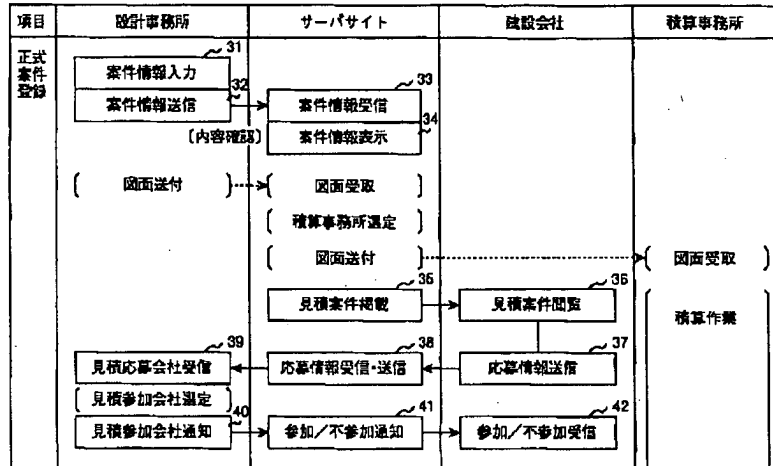 項目 設計事務所 サーバサイト 建設会社 積算事務所
正式
案件
登録
31
案件情報入力
32 33
案件情報送信 案件情報受信
34
〔内容確認〕 案件情報表示
図面送付 図面受取
積算事務所選定
図面送付 図面受取
35 36
見積案件掲載 見積案件閲覧 積算作業
39 38 37
見積応募会社受信 応募情報受信・送信 応募情報送信
見積参加会社選定
40 41 42
見積参加会社通知 参加/不参加通知 参加/不参加受信